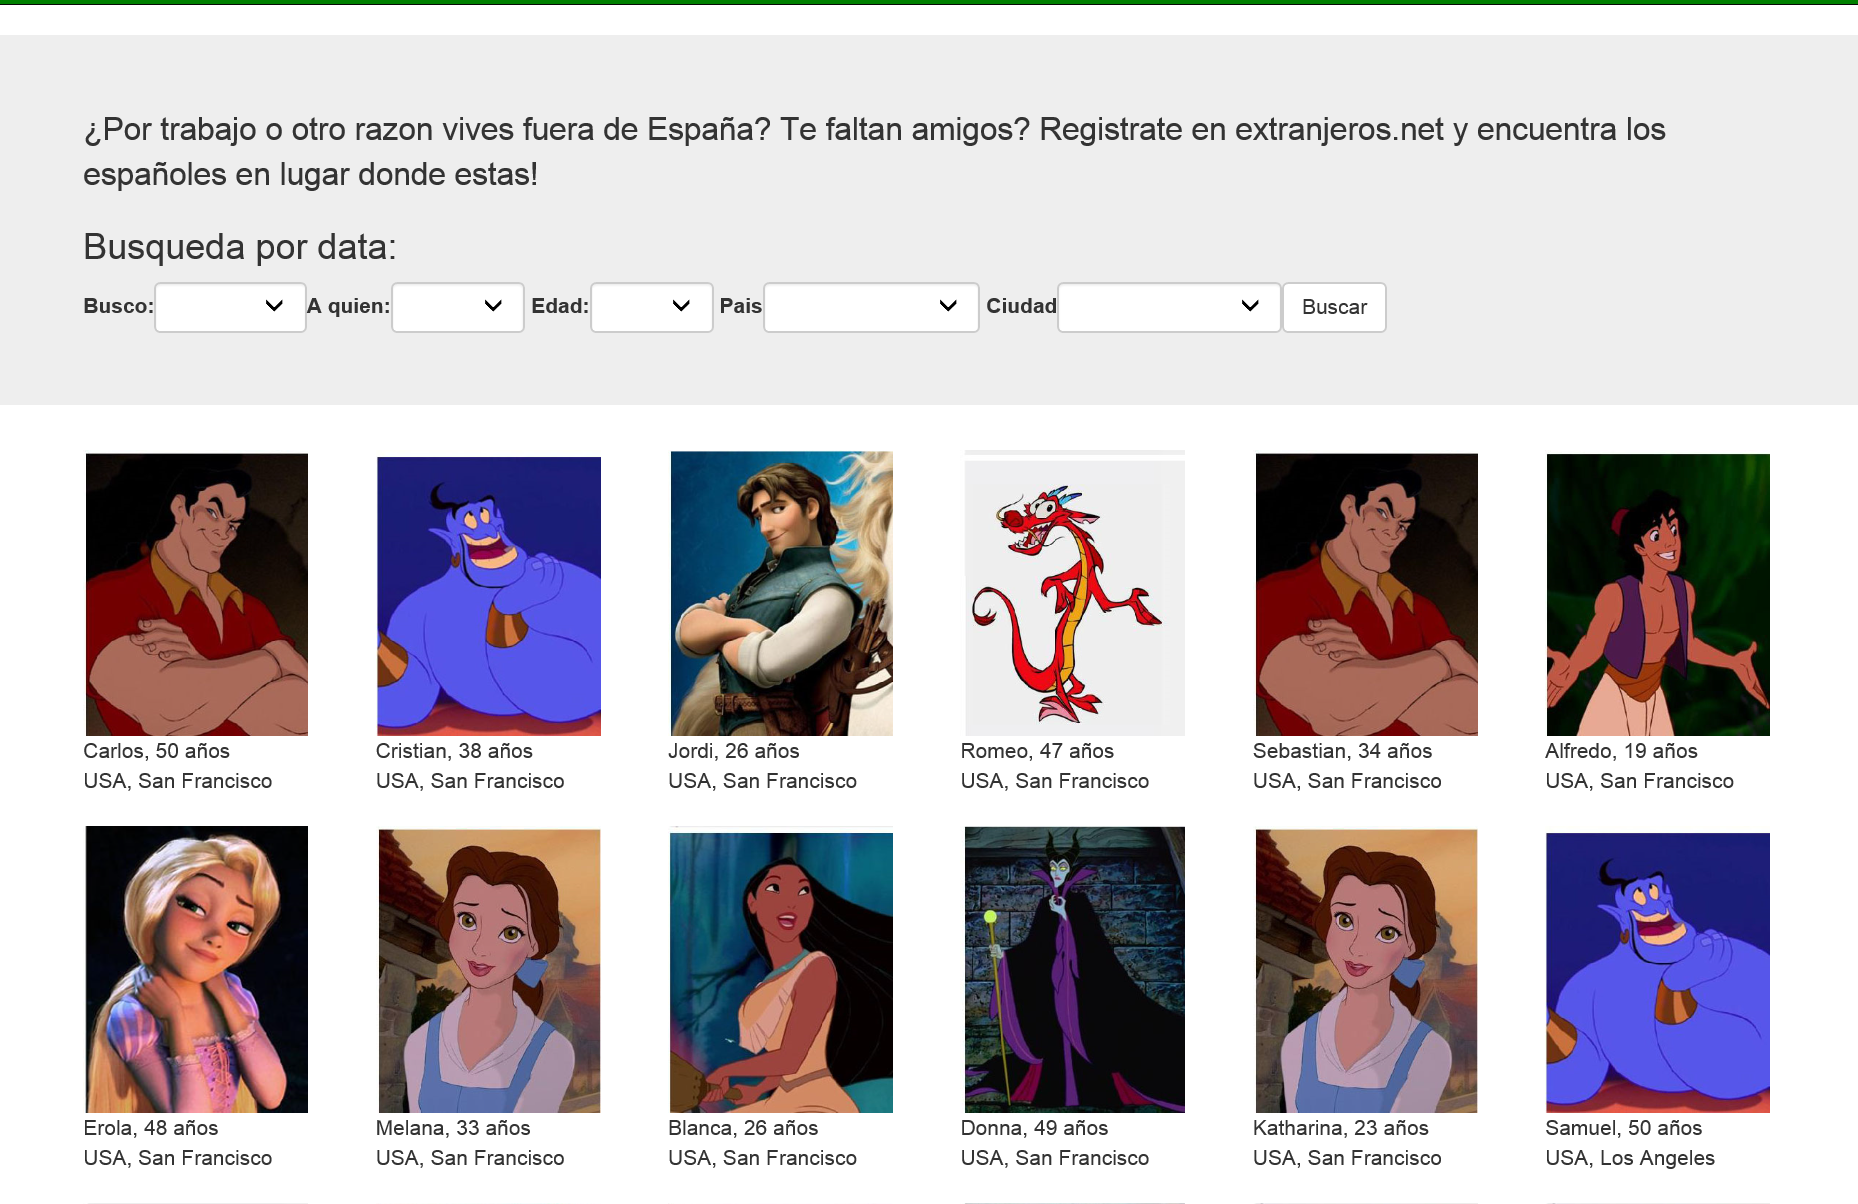 ¿Por trabajo o otro razon vives fuera de España? Te faltan amigos? Registrate en extranjeros.net y encuentra los
españoles en lugar donde estas!
Busqueda por data:
Busco: A quien: Edad: Pais Ciudad Buscar
Carlos, 50 años
USA, San Francisco
Cristian, 38 años
USA, San Francisco
Jordi, 26 años
USA, San Francisco
Romeo, 47 años
USA, San Francisco
Sebastian, 34 años
USA, San Francisco
Alfredo, 19 años
USA, San Francisco
Erola, 48 años
USA, San Francisco
Melana, 33 años
USA, San Francisco
Blanca, 26 años
USA, San Francisco
Donna, 49 años
USA, San Francisco
Katharina, 23 años
USA, San Francisco
Samuel, 50 años
USA, Los Angeles